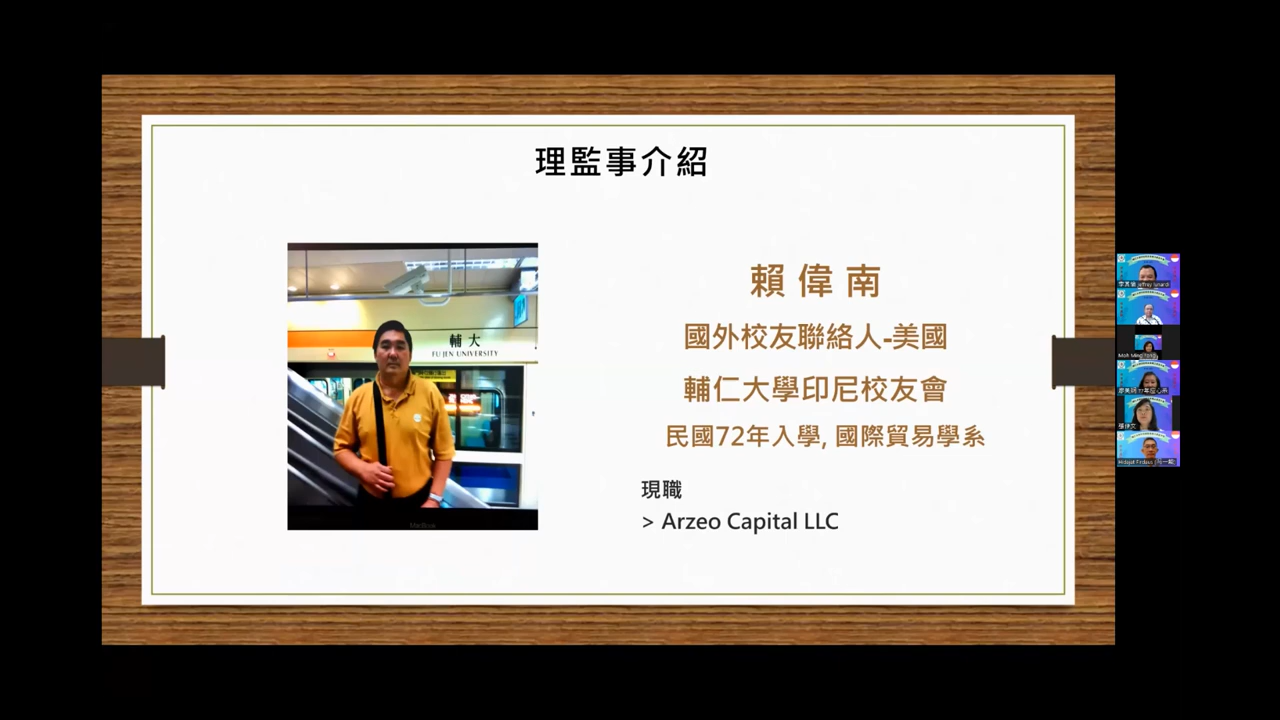 理監事介紹
輔大
FU JEN UNIVERSITY
賴偉南
國外校友聯絡人-美國
輔仁大學印尼校友會
民國72年入學, 國際貿易學系
現職
> Arzeo Capital LLC